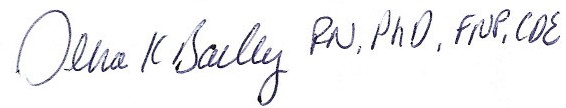 K Bailey RN, PhD, FNP, CDE